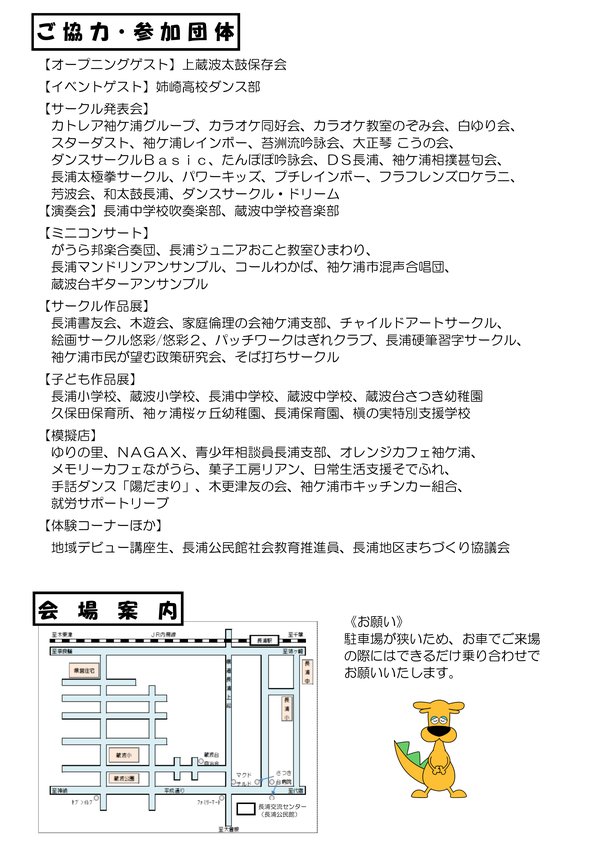 ご協力・参加団体
【オープニングゲスト】上蔵波太鼓保存会
【イベントゲスト】姉崎高校ダンス部
【サークル発表会】
カトレア袖ケ浦グループ、カラオケ同好会、カラオケ教室のぞみ会、白ゆり会、
スターダスト、袖ケ浦レインボー、苔洲流吟詠会、大正琴 こうの会、
ダンスサークルＢａｓｉｃ、たんぽぽ吟詠会、ＤＳ長浦、袖ケ浦相撲甚句会、
長浦太極拳サークル、パワーキッズ、プチレインボー、フラフレンズロケラニ、
芳波会、和太鼓長浦、ダンスサークル・ドリーム
【演奏会】長浦中学校吹奏楽部、蔵波中学校音楽部
【ミニコンサート】
がうら邦楽合奏団、長浦ジュニアおこと教室ひまわり、
長浦マンドリンアンサンブル、コールわかば、袖ケ浦市混声合唱団、
蔵波台ギターアンサンブル
【サークル作品展】
長浦書友会、木遊会、家庭倫理の会袖ケ浦支部、チャイルドアートサークル、
絵画サークル悠彩/悠彩２、パッチワークはぎれクラブ、長浦硬筆習字サークル、
袖ケ浦市民が望む政策研究会、そば打ちサークル
【子ども作品展】
長浦小学校、蔵波小学校、長浦中学校、蔵波中学校、蔵波台さつき幼稚園
久保田保育所、袖ヶ浦桜ヶ丘幼稚園、長浦保育園、槇の実特別支援学校
【模擬店】
ゆりの里、ＮＡＧＡＸ、青少年相談員長浦支部、オレンジカフェ袖ケ浦、
メモリーカフェながうら、菓子工房リアン、日常生活支援そでふれ、
手話ダンス「陽だまり」、木更津友の会、袖ケ浦市キッチンカー組合、
就労サポートリーブ
【体験コーナーほか】
地域デビュー講座生、長浦公民館社会教育推進員、長浦地区まちづくり協議会
会場案内
《お願い》
駐車場が狭いため、お車でご来場
の際にはできるだけ乗り合わせで
お願いいたします。
至木更津
ＪＲ内房線
長浦駅
至千葉
至奈良輪
至姉ヶ崎
県営住宅
県道長浦上総
長浦中
長浦小
蔵波小
蔵波台
自治会
蔵波公園
マクド
ナルド
さつき
台病院
至神納
平成通り
至代宿
セブンイレブン
ファミリーマート
長浦交流センター
（長浦公民館）